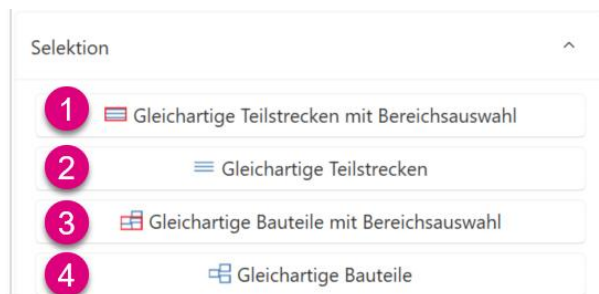 Selektion
1 Gleichartige Teilstrecken mit Bereichsauswahl
2 Gleichartige Teilstrecken
3 Gleichartige Bauteile mit Bereichsauswahl
4 Gleichartige Bauteile